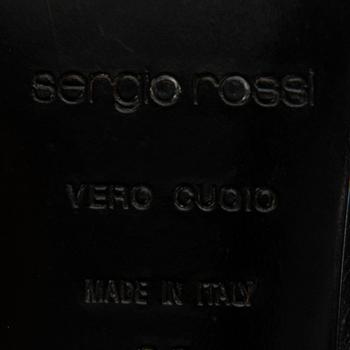 sergio rossi
VERO CUOIO
MADE IN ITALY